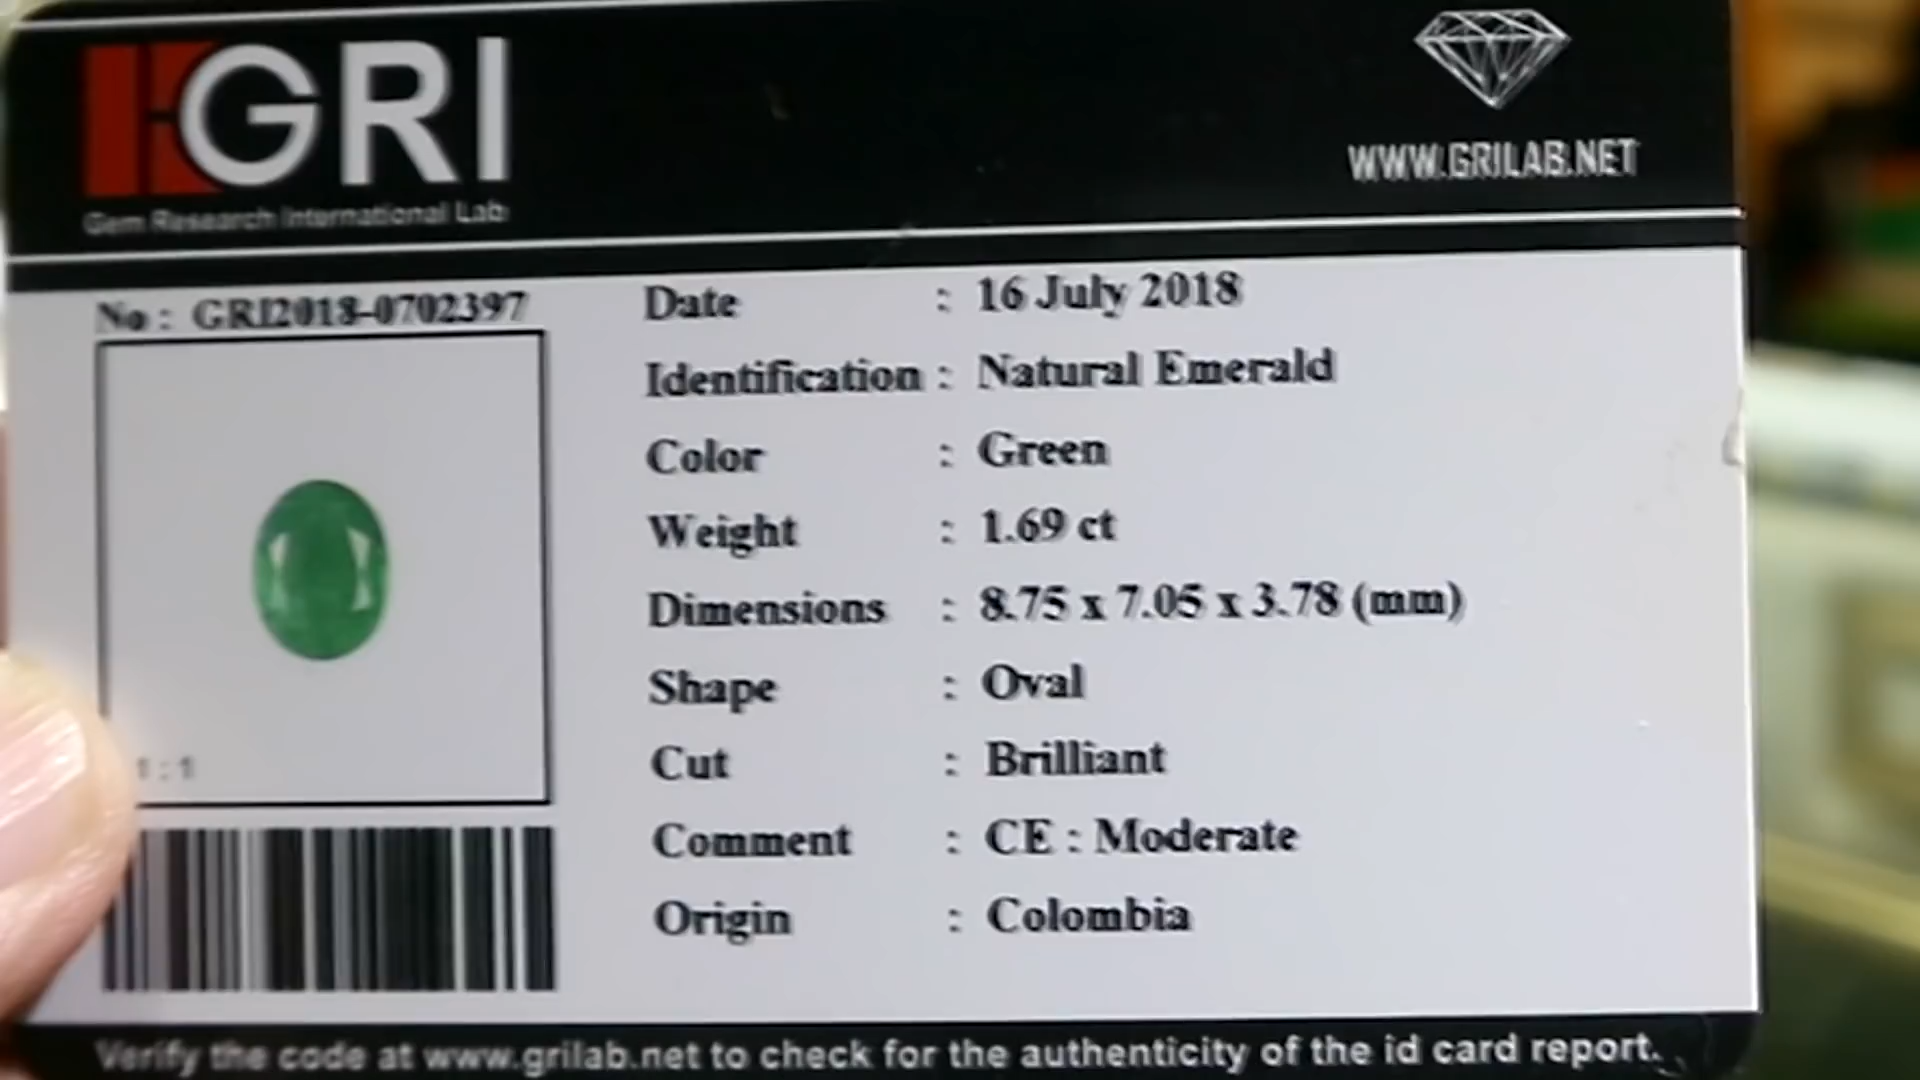 GRI
Gem Research International Lab
WWW.GRILAB.NET
No : GRI2018-0702397
1 : 1
Date : 16 July 2018
Identification : Natural Emerald
Color : Green
Weight : 1.69 ct
Dimensions : 8.75 x 7.05 x 3.78 (mm)
Shape : Oval
Cut : Brilliant
Comment : CE : Moderate
Origin : Colombia
Verify the code at www.grilab.net to check for the authenticity of the id card report.